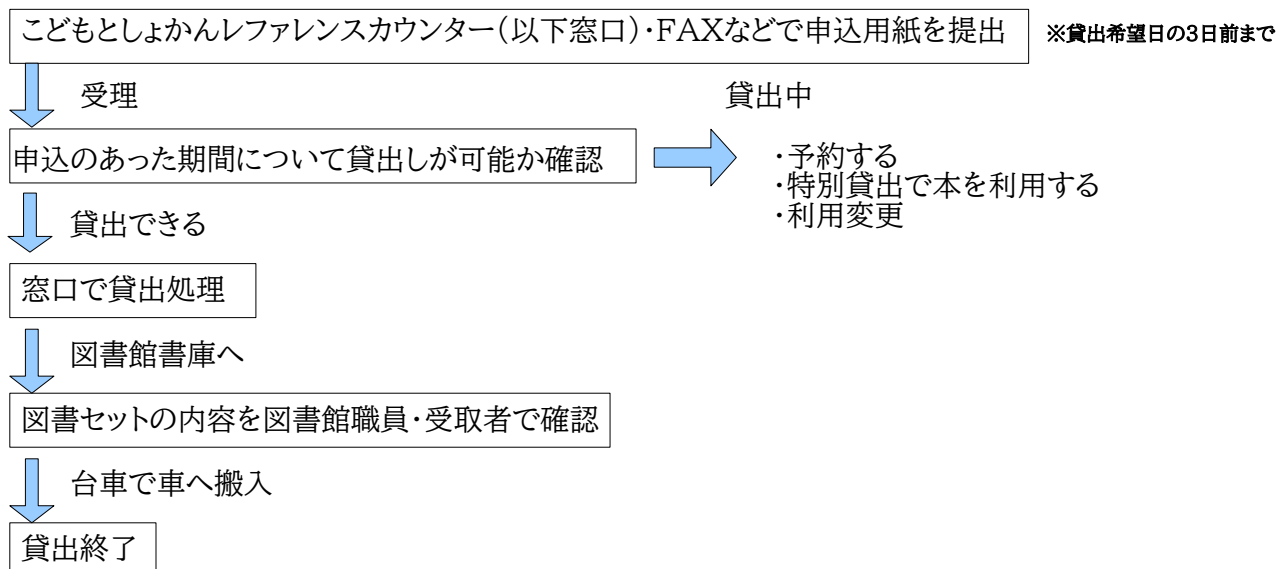 こどもとしょかんレファレンスカウンター(以下窓口)・FAXなどで申込用紙を提出
※貸出希望日の3日前まで
受理
貸出中
申込のあった期間について貸出しが可能か確認
・予約する
・特別貸出で本を利用する
・利用変更
貸出できる
窓口で貸出処理
図書館書庫へ
図書セットの内容を図書館職員・受取者で確認
台車で車へ搬入
貸出終了